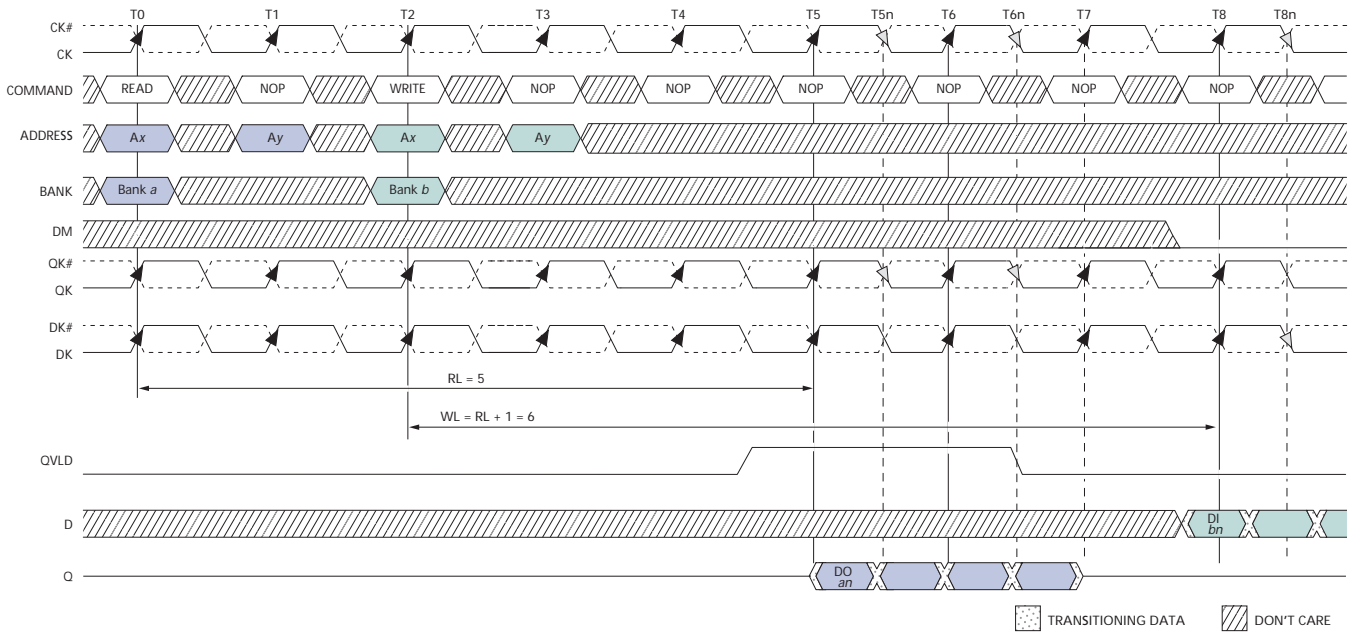 T0 T1 T2 T3 T4 T5 T5n T6 T6n T7 T8 T8n
CK#
CK
COMMAND READ NOP WRITE NOP NOP NOP NOP NOP NOP
ADDRESS Ax Ay Ax Ay
BANK Bank a Bank b
DM
QK#
QK
DK#
DK
RL = 5
WL = RL + 1 = 6
QVLD
D DI
bn
Q DO
an
TRANSITIONING DATA DON'T CARE